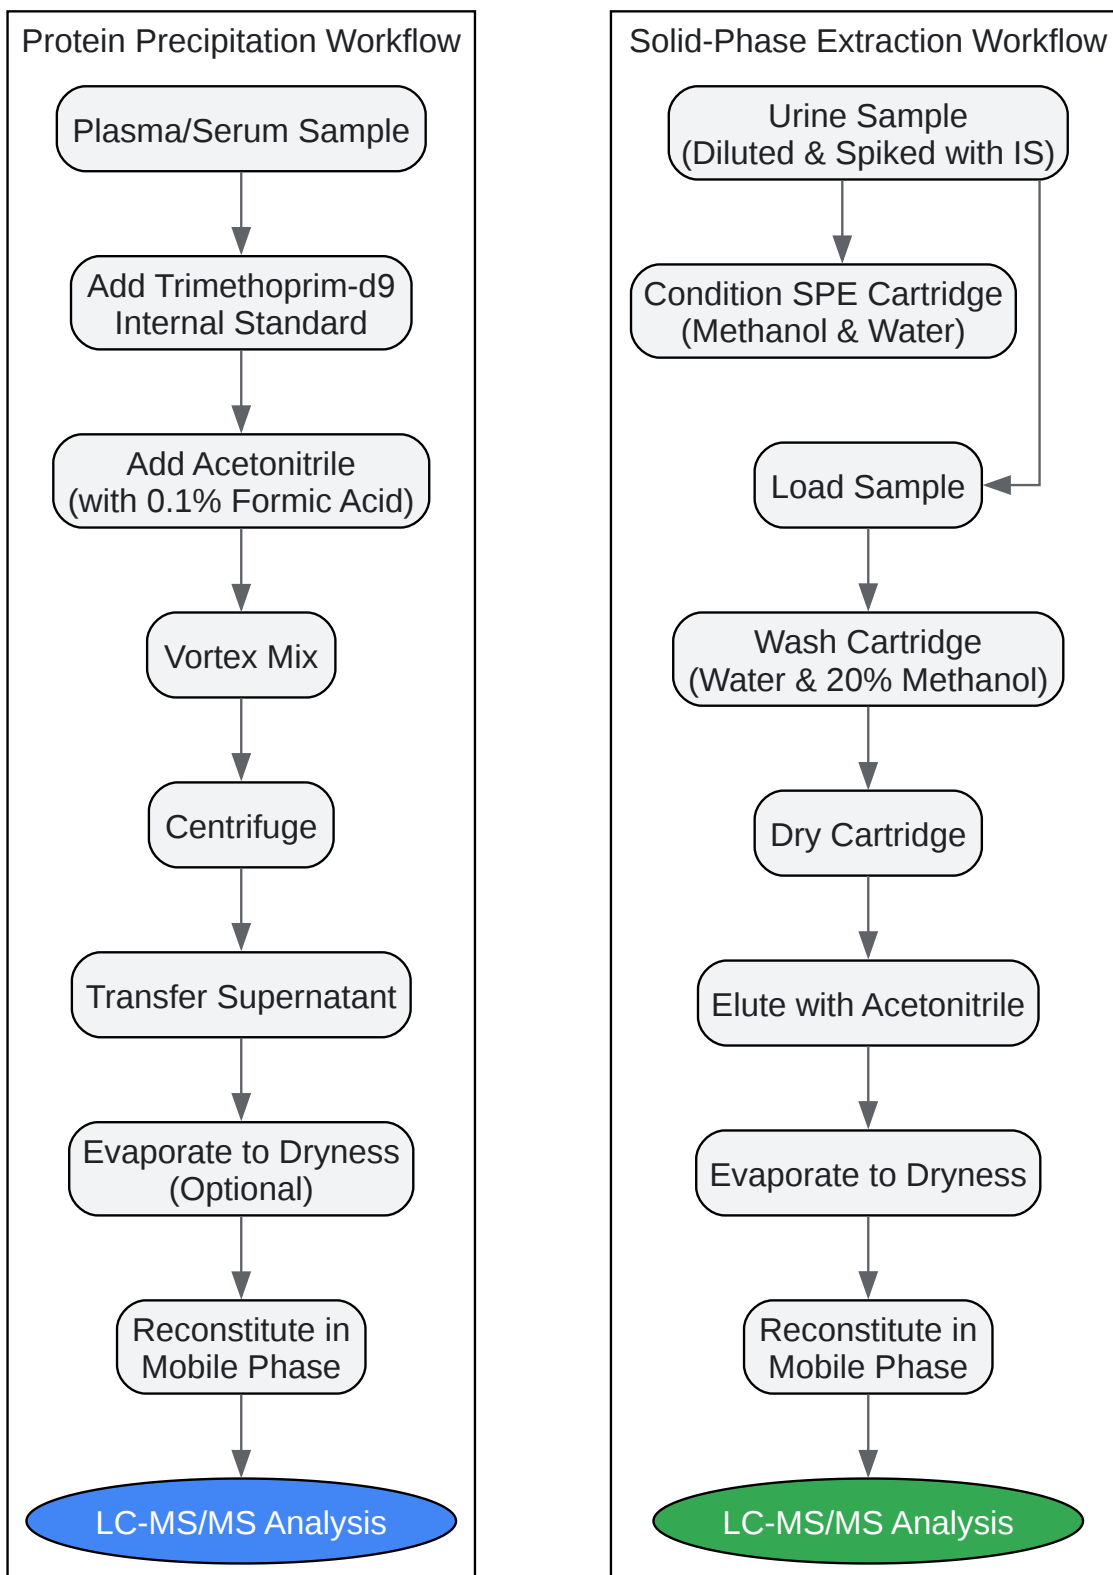 Protein Precipitation Workflow
Plasma/Serum Sample
Add Trimethoprim-d9
Internal Standard
Add Acetonitrile
(with 0.1% Formic Acid)
Vortex Mix
Centrifuge
Transfer Supernatant
Evaporate to Dryness
(Optional)
Reconstitute in
Mobile Phase
LC-MS/MS Analysis
Solid-Phase Extraction Workflow
Urine Sample
(Diluted & Spiked with IS)
Condition SPE Cartridge
(Methanol & Water)
Load Sample
Wash Cartridge
(Water & 20% Methanol)
Dry Cartridge
Elute with Acetonitrile
Evaporate to Dryness
Reconstitute in
Mobile Phase
LC-MS/MS Analysis